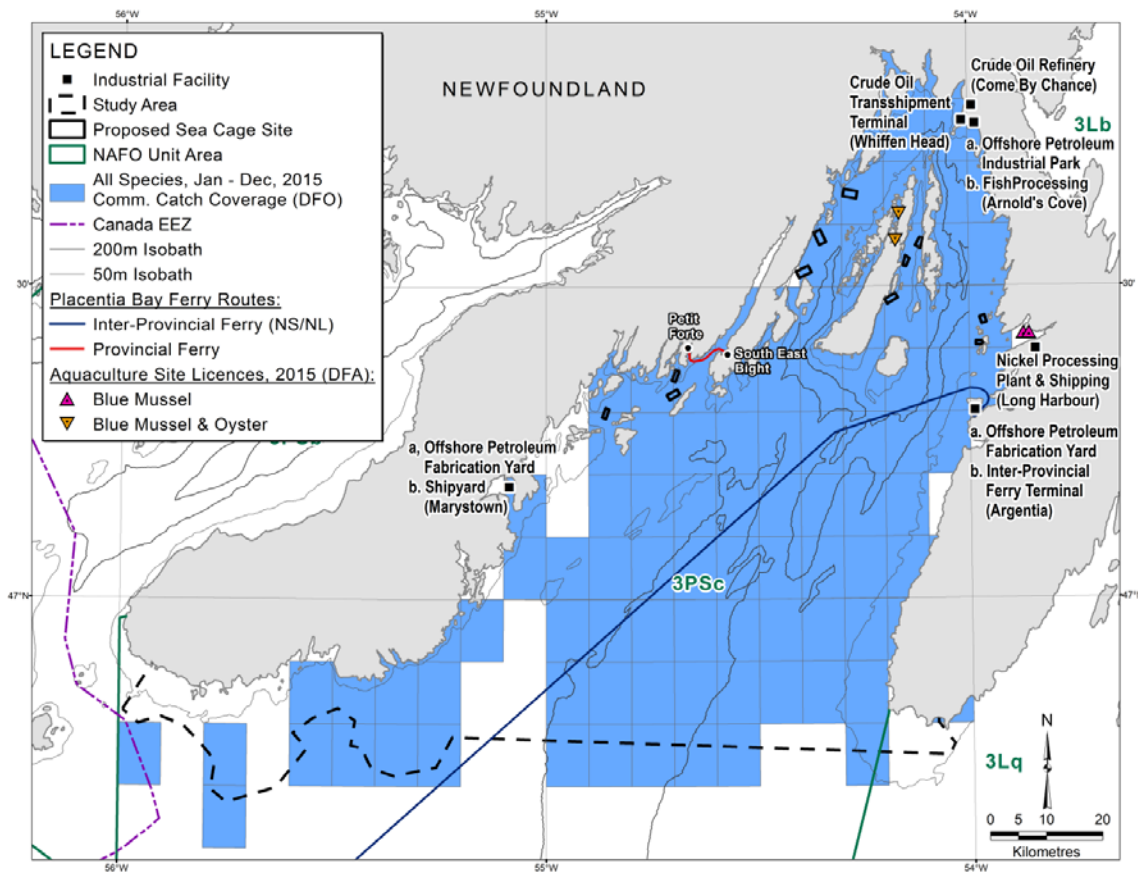 56°W
55°W
54°W
LEGEND
Industrial Facility
Study Area
Proposed Sea Cage Site
NAFO Unit Area
All Species, Jan - Dec, 2015
Comm. Catch Coverage (DFO)
Canada EEZ
200m Isobath
50m Isobath
Placentia Bay Ferry Routes:
Inter-Provincial Ferry (NS/NL)
Provincial Ferry
Aquaculture Site Licences, 2015 (DFA):
Blue Mussel
Blue Mussel & Oyster
NEWFOUNDLAND
Crude Oil
Transshipment
Terminal
(Whiffen Head)
Crude Oil Refinery
(Come By Chance)
3Lb
a. Offshore Petroleum
Industrial Park
b. FishProcessing
(Arnold's Cove)
30'
30'
Petit
Forte
South East
Bight
Nickel Processing
Plant & Shipping
(Long Harbour)
a. Offshore Petroleum
Fabrication Yard
b. Inter-Provincial
Ferry Terminal
(Argentia)
a, Offshore Petroleum
Fabrication Yard
b. Shipyard
(Marystown)
47°N
3PSc
47°N
3Lq
N
0 5 10 20
Kilometres
56°W
55°W
54°W